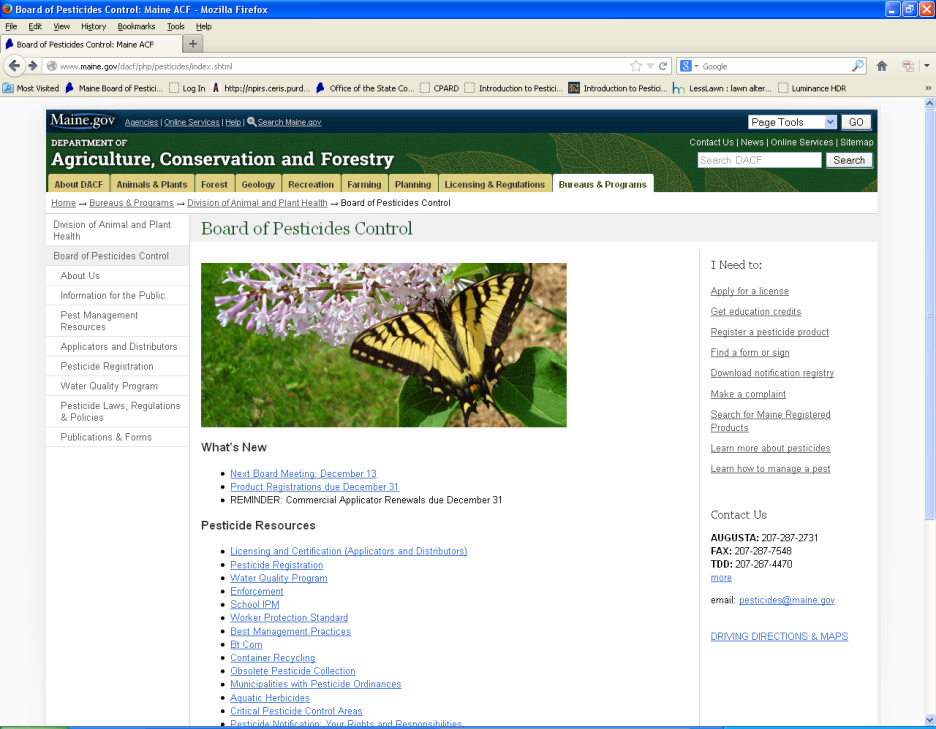 Board of Pesticides Control: Maine ACF - Mozilla Firefox
File Edit View History Bookmarks Tools Help
Board of Pesticides Control: Maine ACF
www.maine.gov/dacf/php/pesticides/index.shtml
Google
Most Visited Maine Board of Pestici... Log In http://npirs.ceris.purd... Office of the State Co... CPARD Introduction to Pestici... Introduction to Pestic... LessLawn : lawn alter... Luminance HDR
Maine.gov Agencies | Online Services | Help | Search Maine.gov
Page Tools GO
DEPARTMENT OF
Agriculture, Conservation and Forestry
Contact Us | News | Online Services | Sitemap
Search DACF Search
About DACF Animals & Plants Forest Geology Recreation Farming Planning Licensing & Regulations Bureaus & Programs
Home → Bureaus & Programs → Division of Animal and Plant Health → Board of Pesticides Control
Division of Animal and Plant
Health
Board of Pesticides Control
About Us
Information for the Public
Pest Management
Resources
Applicators and Distributors
Pesticide Registration
Water Quality Program
Pesticide Laws, Regulations
& Policies
Publications & Forms
Board of Pesticides Control
What's New
• Next Board Meeting: December 13
• Product Registrations due December 31
• REMINDER: Commercial Applicator Renewals due December 31
Pesticide Resources
• Licensing and Certification (Applicators and Distributors)
• Pesticide Registration
• Water Quality Program
• Enforcement
• School IPM
• Worker Protection Standard
• Best Management Practices
• Bt Corn
• Container Recycling
• Obsolete Pesticide Collection
• Municipalities with Pesticide Ordinances
• Aquatic Herbicides
• Critical Pesticide Control Areas
• Pesticide Notification: Your Rights and Responsibilities
I Need to:
Apply for a license
Get education credits
Register a pesticide product
Find a form or sign
Download notification registry
Make a complaint
Search for Maine Registered
Products
Learn more about pesticides
Learn how to manage a pest
Contact Us
AUGUSTA: 207-287-2731
FAX: 207-287-7548
TDD: 207-287-4470
more
email: pesticides@maine.gov
DRIVING DIRECTIONS & MAPS